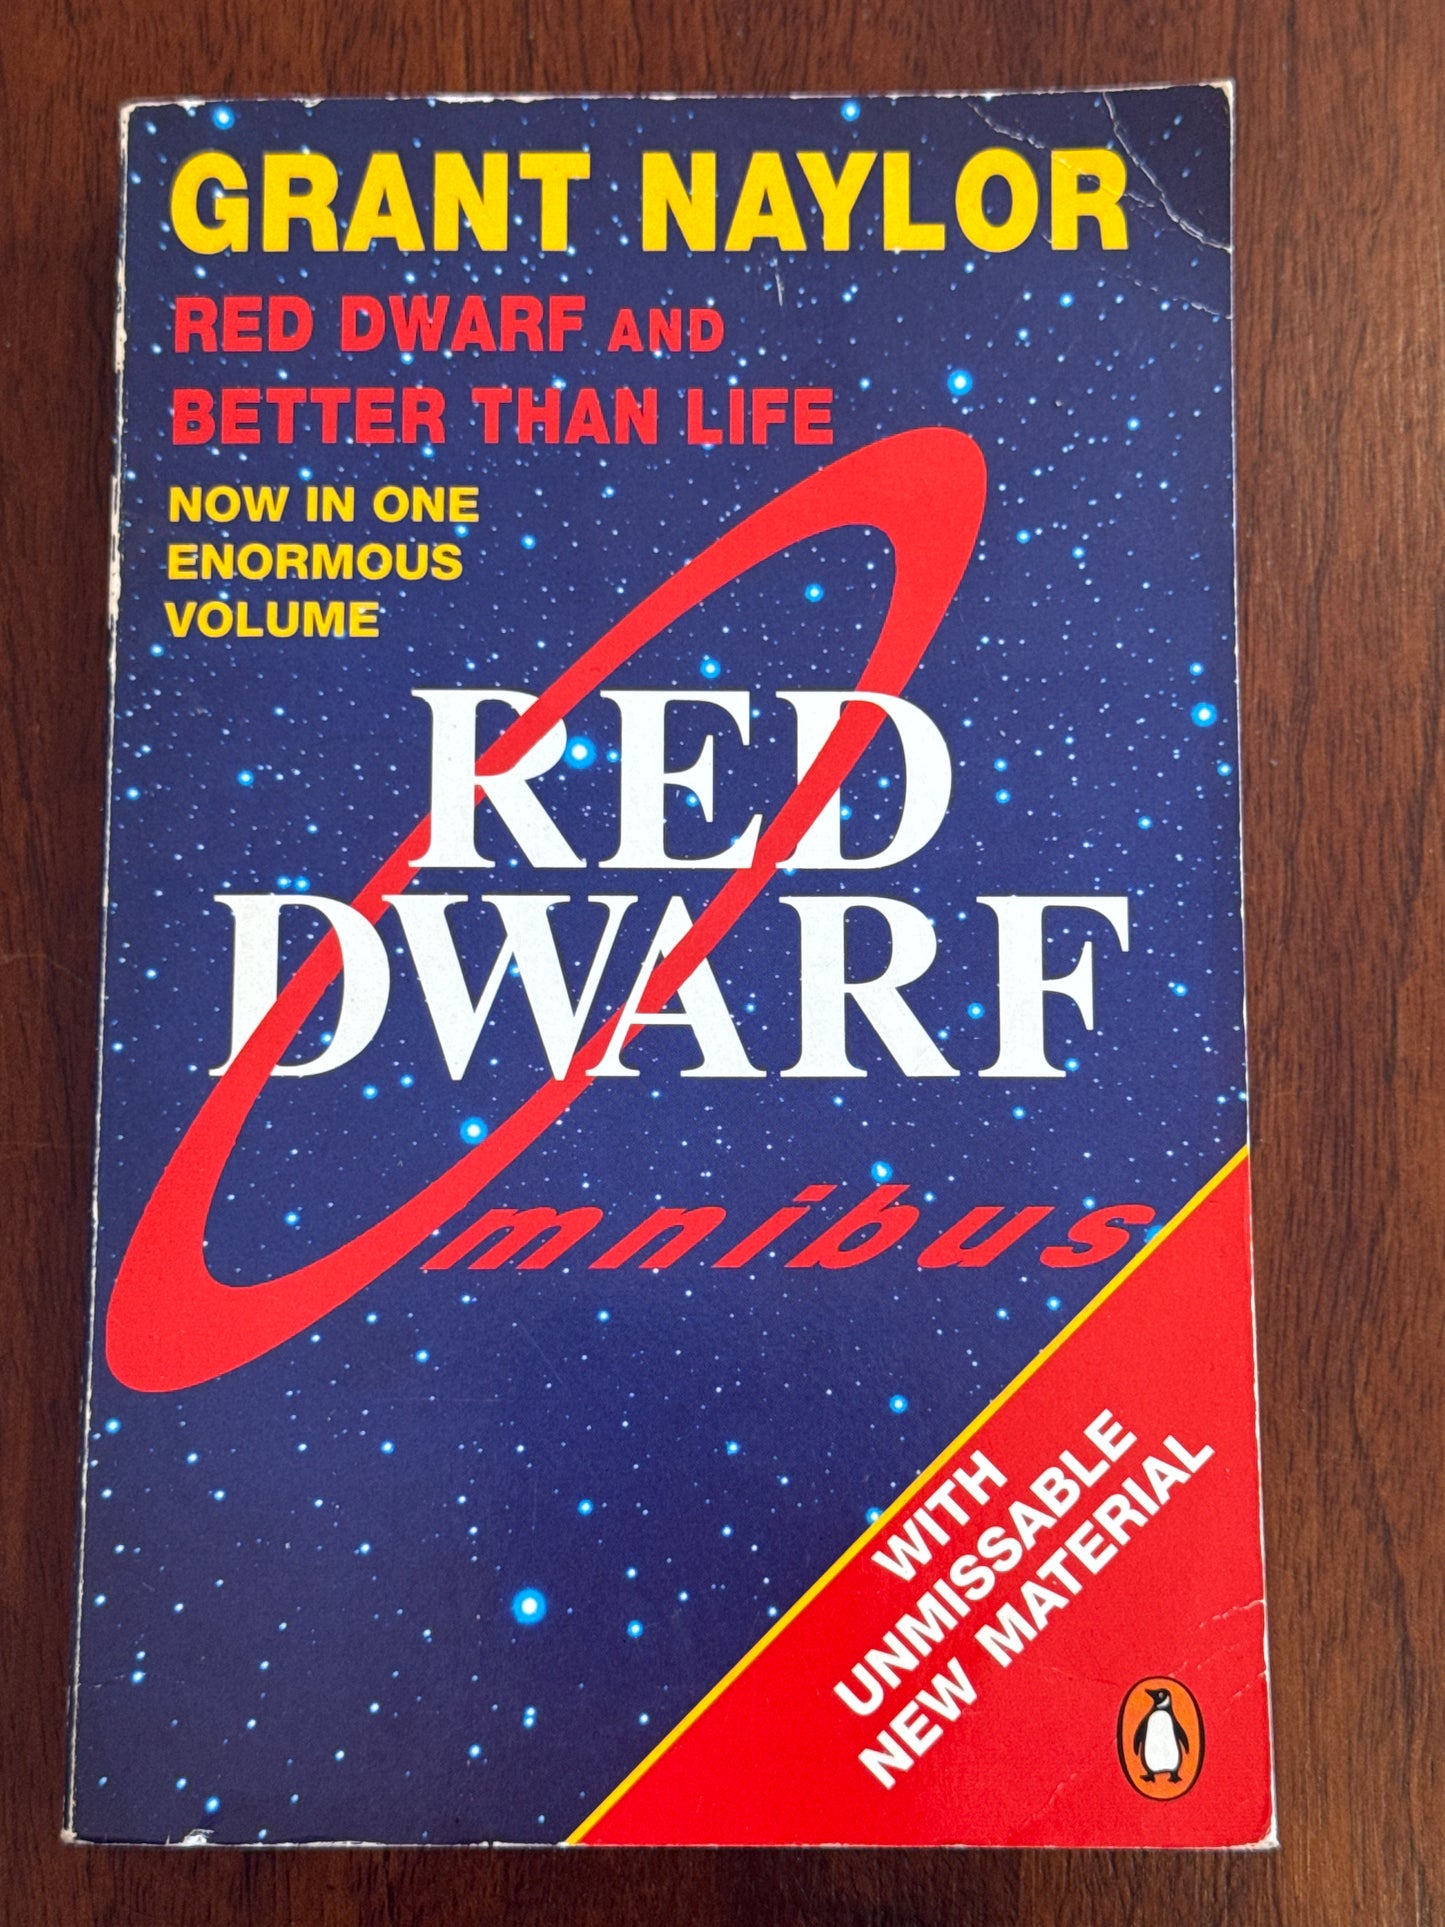 GRANT NAYLOR
RED DWARF AND
BETTER THAN LIFE
NOW IN ONE
ENORMOUS
VOLUME
RED
DWARF
Omnibus
WITH
UNMISSABLE
NEW MATERIAL